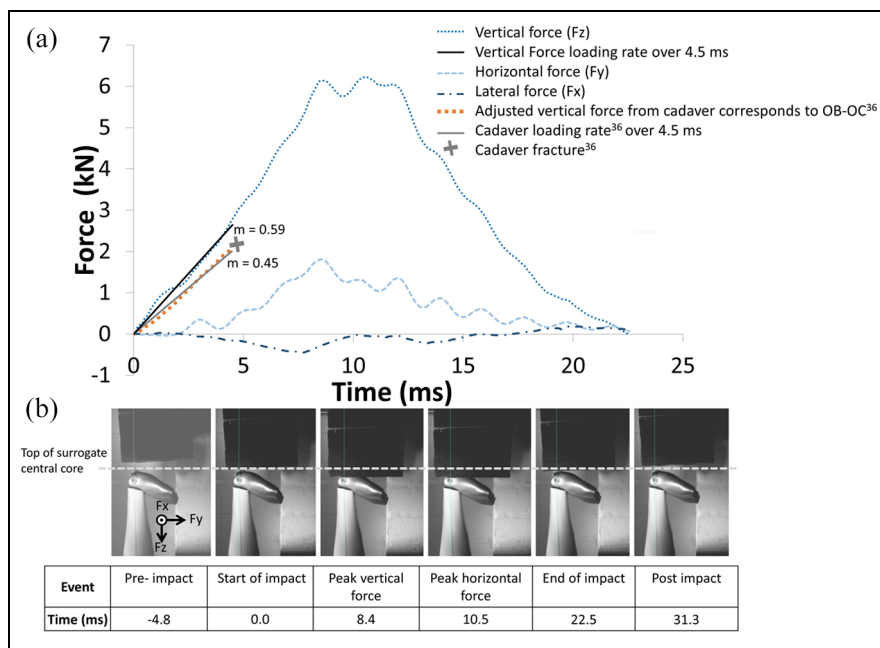 (a)
Vertical force (Fz)
Vertical Force loading rate over 4.5 ms
Horizontal force (Fy)
Lateral force (Fx)
Adjusted vertical force from cadaver corresponds to OB-OC³⁶
Cadaver loading rate³⁶ over 4.5 ms
Cadaver fracture³⁶
7
6
5
4
3
2
1
0
-1
Force (kN)
m = 0.59
m = 0.45
0 5 10 15 20 25
Time (ms)
(b)
Top of surrogate
central core
Fx
Fy
Fz
Event Pre- impact Start of impact Peak vertical force Peak horizontal force End of impact Post impact
Time (ms) -4.8 0.0 8.4 10.5 22.5 31.3